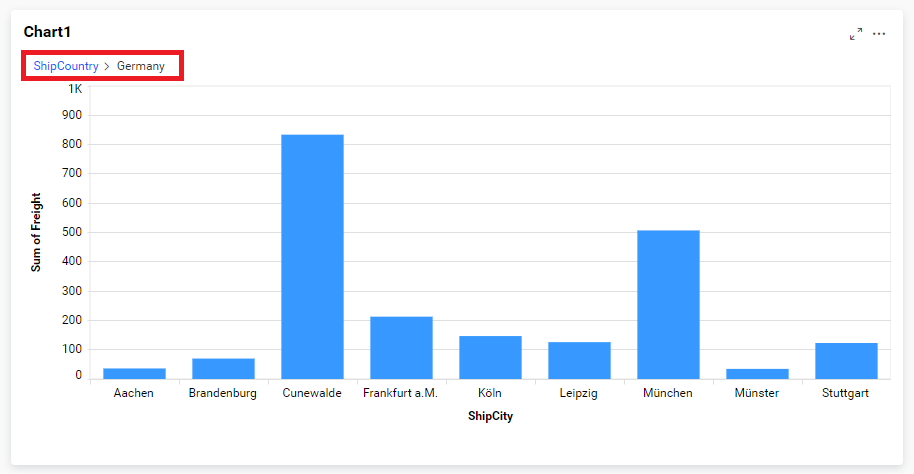 Chart1
ShipCountry > Germany
1K
900
800
700
600
500
400
300
200
100
0
Sum of Freight
Aachen Brandenburg Cunewalde Frankfurt a.M. Köln Leipzig München Münster Stuttgart
ShipCity